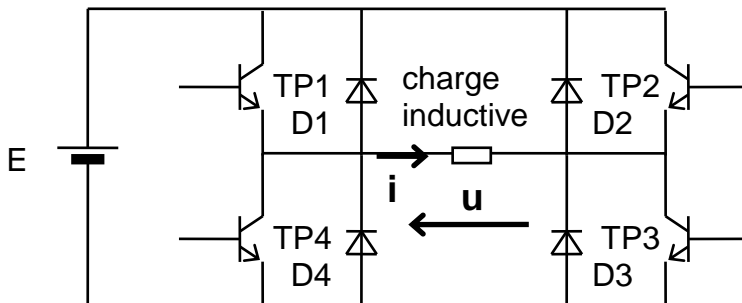 TP1
D1
charge
inductive
TP2
D2
E
i
u
TP4
D4
TP3
D3